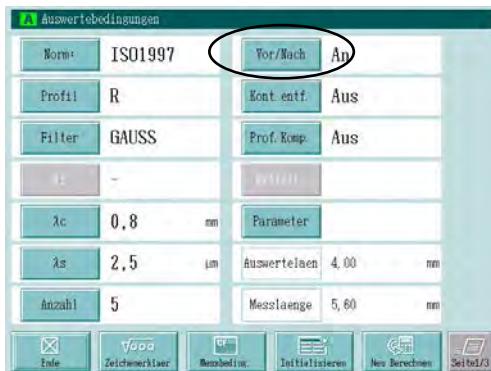 A Auswertebedingungen
Norm: ISO1997 Vor/Nach An
Profil R Kont. entf. Aus
Filter GAUSS Prof. Komp. Aus
-
λc 0,8 mm Parameter
λs 2,5 µm Auswertelaen 4,00 mm
Anzahl 5 Messlaenge 5,60 mm
Ende Zeichenerklaer Messbeding. Initialisieren Neu Berechnen Seite1/3